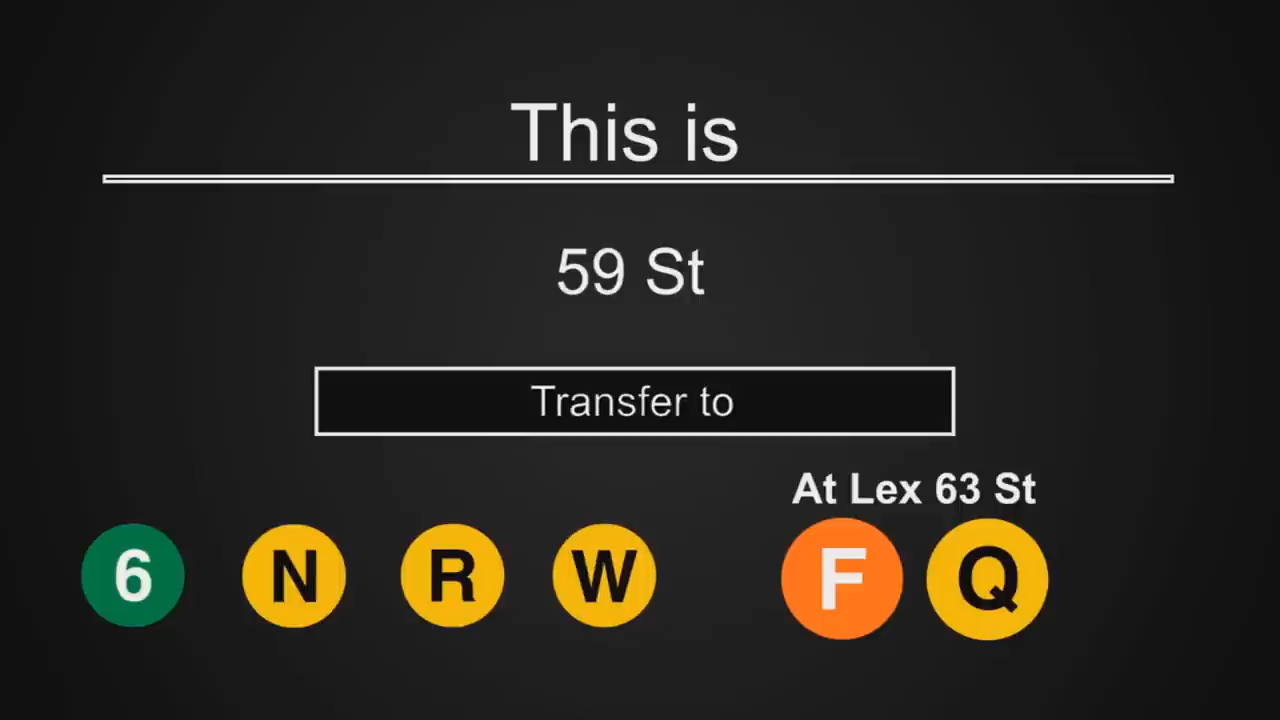 This is
59 St
Transfer to
At Lex 63 St
6 N R W F Q